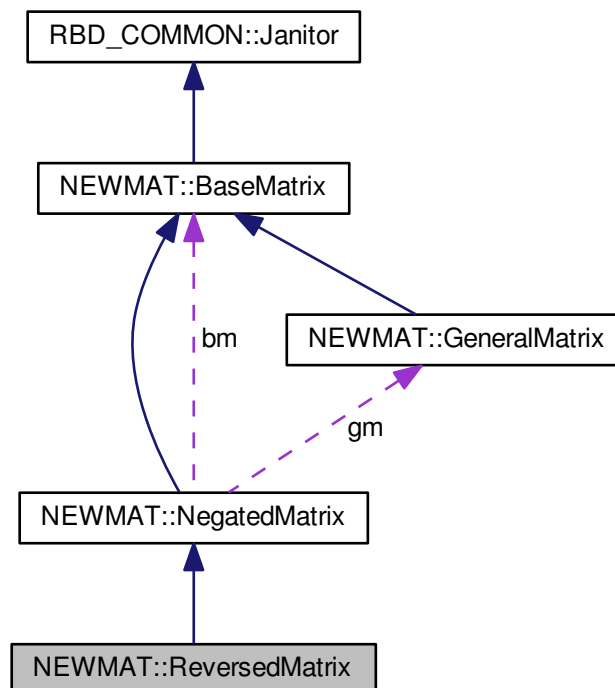 RBD_COMMON::Janitor
NEWMAT::BaseMatrix
bm
NEWMAT::GeneralMatrix
gm
NEWMAT::NegatedMatrix
NEWMAT::ReversedMatrix